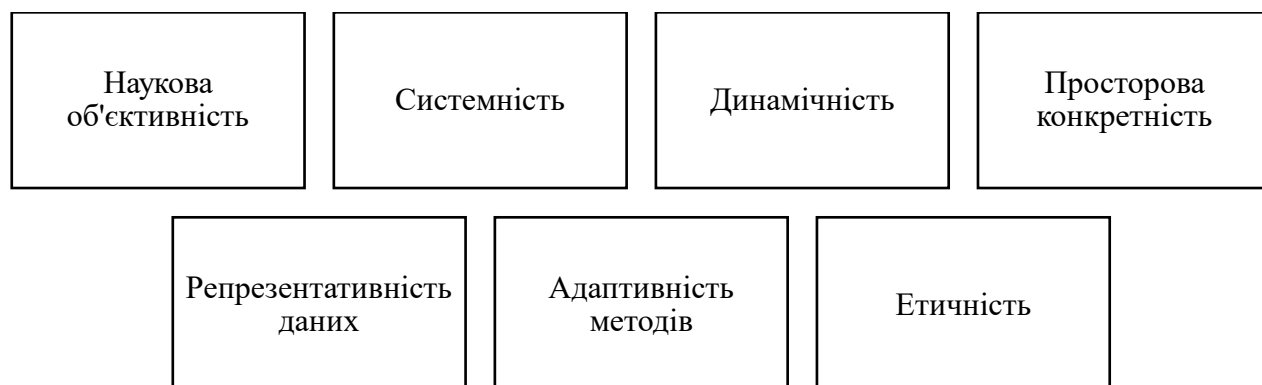 Наукова
об'єктивність
Системність
Динамічність
Просторова
конкретність
Репрезентативність
даних
Адаптивність
методів
Етичність